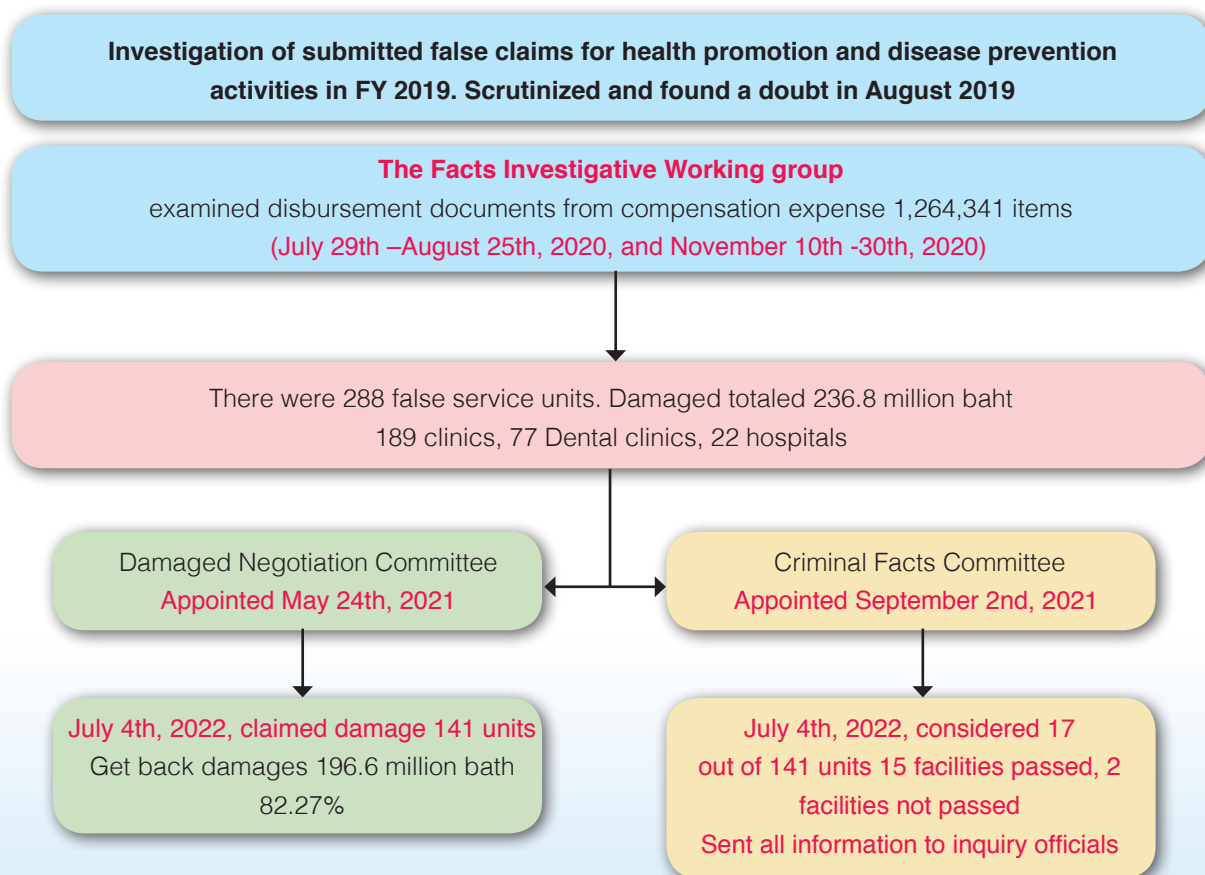 Investigation of submitted false claims for health promotion and disease prevention
activities in FY 2019. Scrutinized and found a doubt in August 2019
The Facts Investigative Working group
examined disbursement documents from compensation expense 1,264,341 items
(July 29th –August 25th, 2020, and November 10th -30th, 2020)
There were 288 false service units. Damaged totaled 236.8 million baht
189 clinics, 77 Dental clinics, 22 hospitals
Damaged Negotiation Committee
Appointed May 24th, 2021
Criminal Facts Committee
Appointed September 2nd, 2021
July 4th, 2022, claimed damage 141 units
Get back damages 196.6 million bath
82.27%
July 4th, 2022, considered 17
out of 141 units 15 facilities passed, 2
facilities not passed
Sent all information to inquiry officials